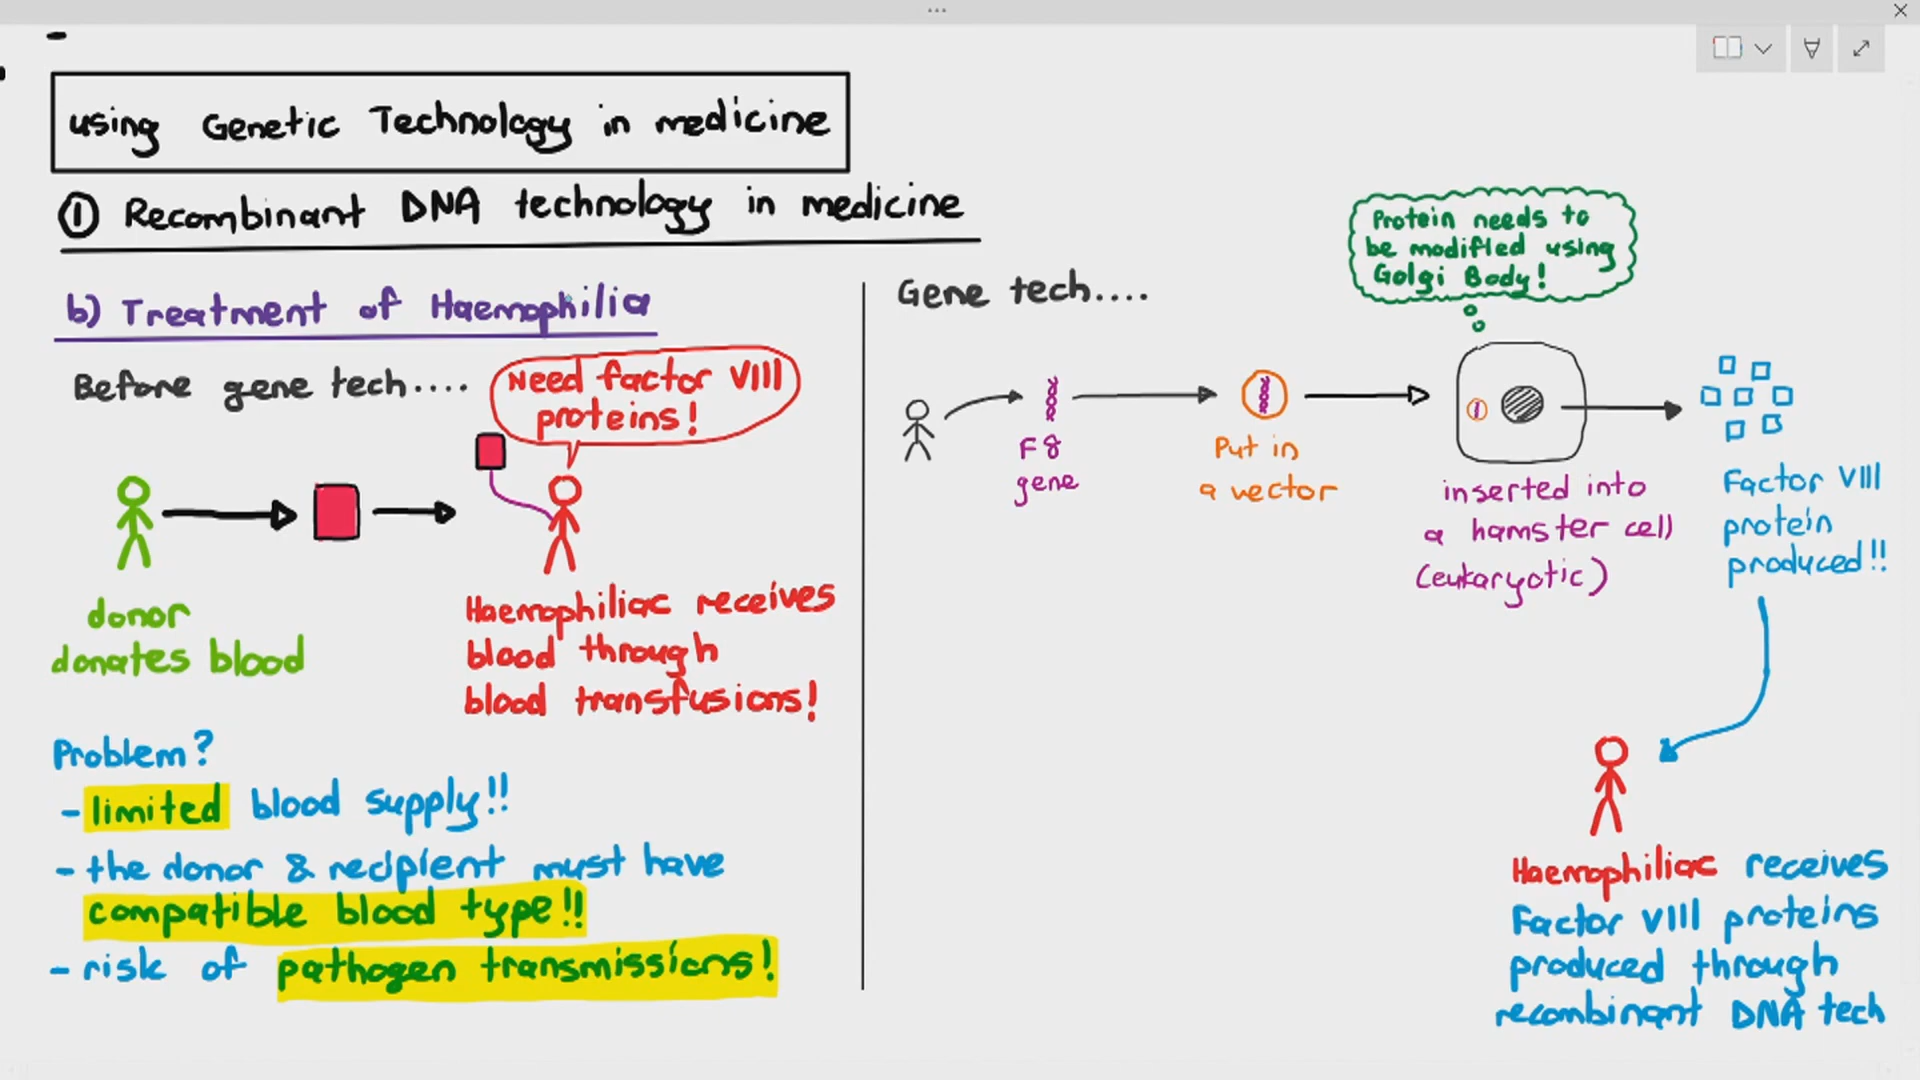 using Genetic Technology in medicine
① Recombinant DNA technology in medicine
b) Treatment of Haemophilia
Before gene tech....
Need factor VIII
proteins!
donor
donates blood
Haemophiliac receives
blood through
blood transfusions!
Problem?
- limited blood supply!!
- the donor & recipient must have
compatible blood type!!
- risk of pathogen transmissions!
Gene tech....
F8
gene
Put in
a vector
Protein needs to
be modified using
Golgi Body!
inserted into
a hamster cell
(eukaryotic)
Factor VIII
protein
produced!!
Haemophiliac receives
Factor VIII proteins
produced through
recombinant DNA tech